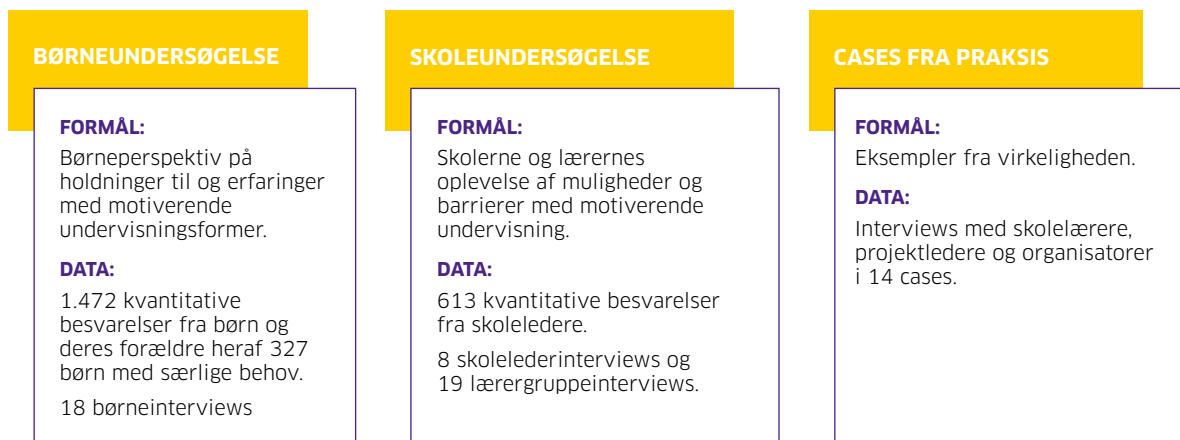 BØRNEUNDERSØGELSE
FORMÅL:
Børneperspektiv på
holdninger til og erfaringer
med motiverende
undervisningsformer.
DATA:
1.472 kvantitative
besvarelser fra børn og
deres forældre heraf 327
børn med særlige behov.
18 børneinterviews
SKOLEUNDERSØGELSE
FORMÅL:
Skolerne og lærernes
oplevelse af muligheder og
barrierer med motiverende
undervisning.
DATA:
613 kvantitative besvarelser
fra skoleledere.
8 skolelederinterviews og
19 lærergruppeinterviews.
CASES FRA PRAKSIS
FORMÅL:
Eksempler fra virkeligheden.
DATA:
Interviews med skolelærere,
projektledere og organisatorer
i 14 cases.